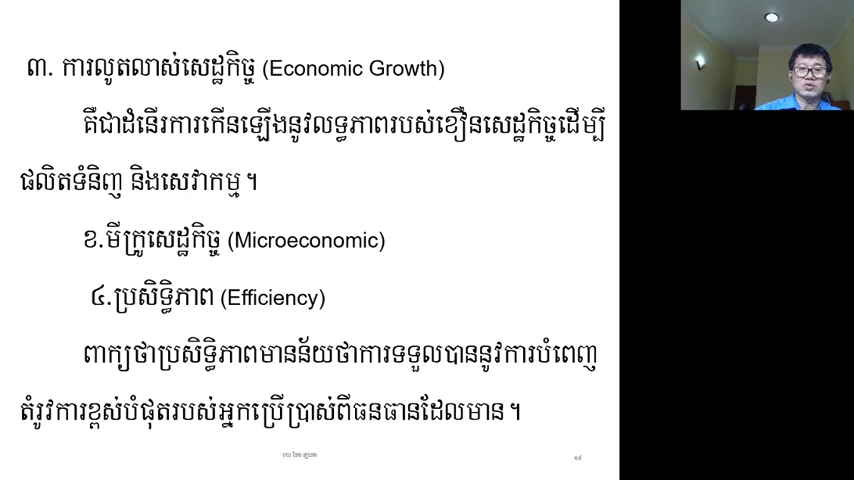 ៣. ការលូតលាស់សេដ្ឋកិច្ច (Economic Growth)
គឺជាដំនើរការកើនឡើងនូវលទ្ធភាពរបស់ខឿនសេដ្ឋកិច្ចដើម្បី
ផលិតទំនិញ និងសេវាកម្ម។
ខ.មីក្រូសេដ្ឋកិច្ច (Microeconomic)
៤.ប្រសិទ្ធិភាព (Efficiency)
ពាក្យថាប្រសិទ្ធិភាពមានន័យថាការទទួលបាននូវការបំពេញ
តំរូវការខ្ពស់បំផុតរបស់អ្នកប្រើប្រាស់ពីធនធានដែលមាន។